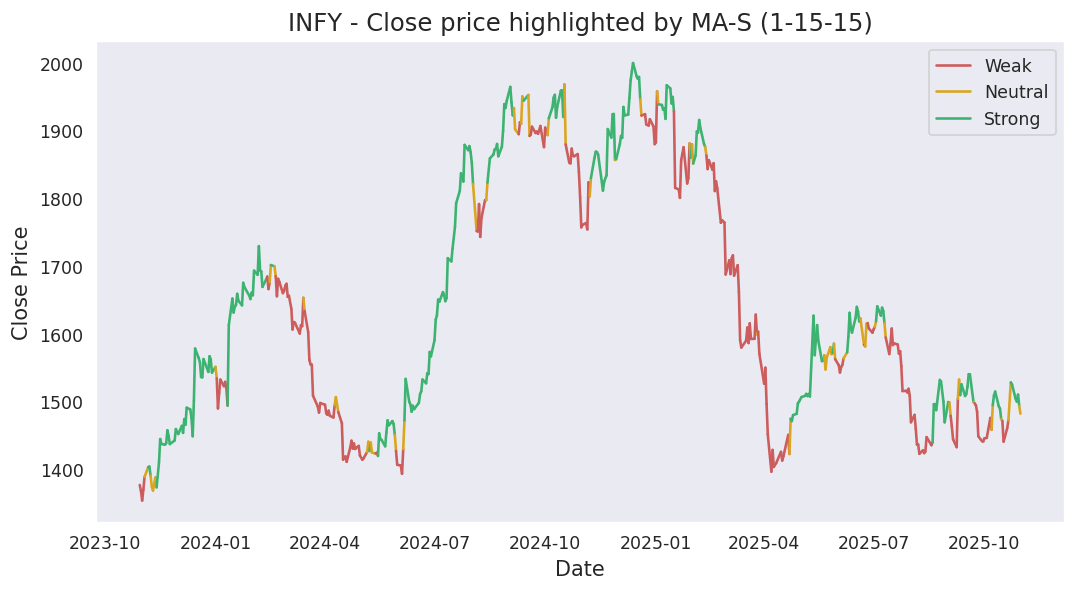 INFY - Close price highlighted by MA-S (1-15-15)
Weak
Neutral
Strong
2000
1900
1800
1700
1600
1500
1400
Close Price
2023-10 2024-01 2024-04 2024-07 2024-10 2025-01 2025-04 2025-07 2025-10
Date